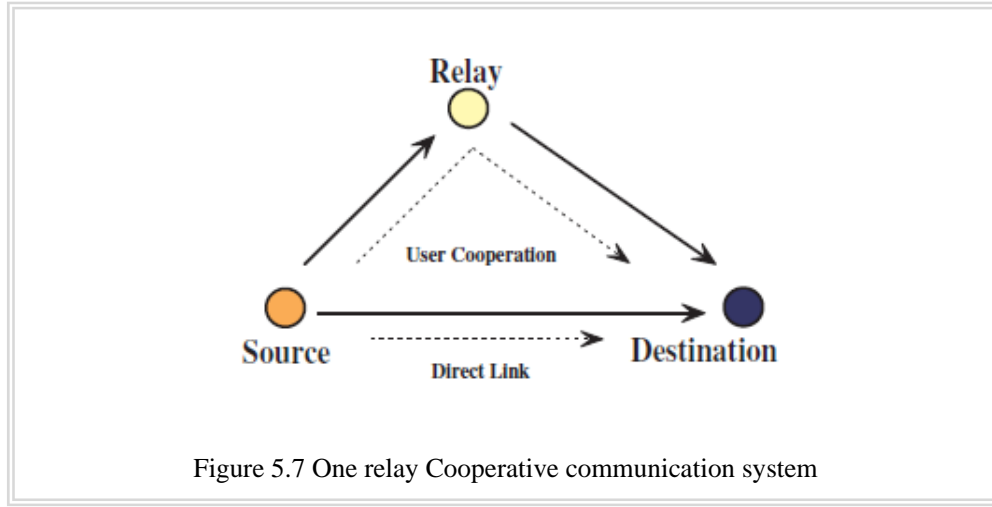 Relay
User Cooperation
Source
Destination
Direct Link
Figure 5.7 One relay Cooperative communication system